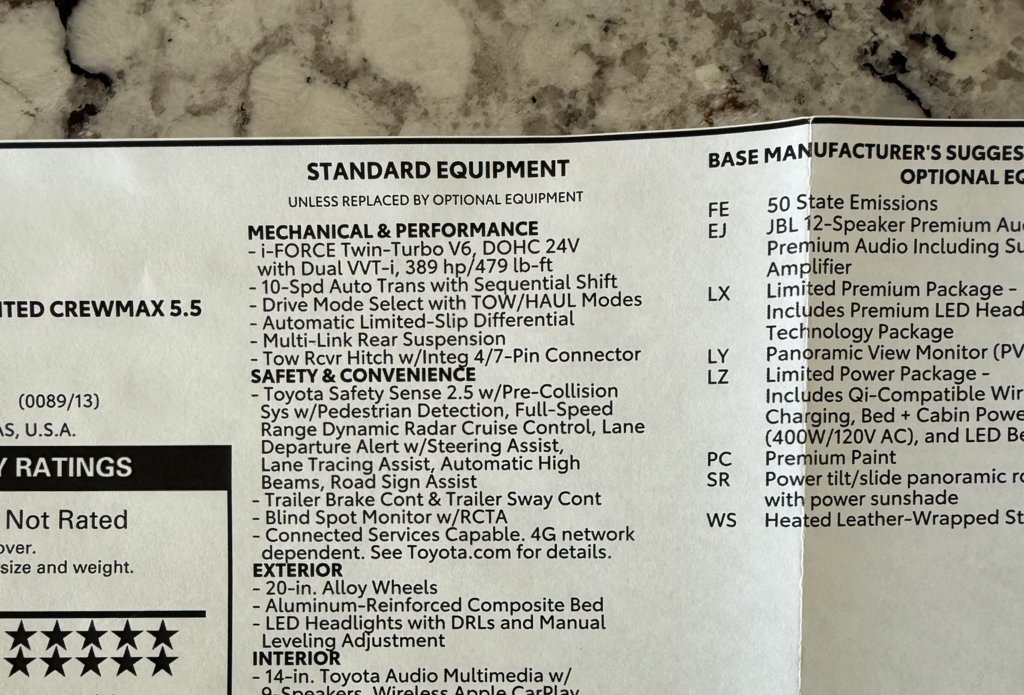 ITED CREWMAX 5.5
(0089/13)
AS, U.S.A.
Y RATINGS
Not Rated
over.
size and weight.
★★★★★
★★★★★
STANDARD EQUIPMENT
UNLESS REPLACED BY OPTIONAL EQUIPMENT
MECHANICAL & PERFORMANCE
- i-FORCE Twin-Turbo V6, DOHC 24V
with Dual VVT-i, 389 hp/479 lb-ft
- 10-Spd Auto Trans with Sequential Shift
- Drive Mode Select with TOW/HAUL Modes
- Automatic Limited-Slip Differential
- Multi-Link Rear Suspension
- Tow Rcvr Hitch w/Integ 4/7-Pin Connector
SAFETY & CONVENIENCE
- Toyota Safety Sense 2.5 w/Pre-Collision
Sys w/Pedestrian Detection, Full-Speed
Range Dynamic Radar Cruise Control, Lane
Departure Alert w/Steering Assist,
Lane Tracing Assist, Automatic High
Beams, Road Sign Assist
- Trailer Brake Cont & Trailer Sway Cont
- Blind Spot Monitor w/RCTA
- Connected Services Capable. 4G network
dependent. See Toyota.com for details.
EXTERIOR
- 20-in. Alloy Wheels
- Aluminum-Reinforced Composite Bed
- LED Headlights with DRLs and Manual
Leveling Adjustment
INTERIOR
- 14-in. Toyota Audio Multimedia w/
9-Speakers, Wireless Apple CarPlay
BASE MANUFACTURER'S SUGGES
OPTIONAL EQ
FE 50 State Emissions
EJ JBL 12-Speaker Premium Aud
Premium Audio Including Su
Amplifier
LX Limited Premium Package -
Includes Premium LED Head
Technology Package
LY Panoramic View Monitor (PV
LZ Limited Power Package -
Includes Qi-Compatible Wir
Charging, Bed + Cabin Powe
(400W/120V AC), and LED Be
PC Premium Paint
SR Power tilt/slide panoramic ro
with power sunshade
WS Heated Leather-Wrapped St